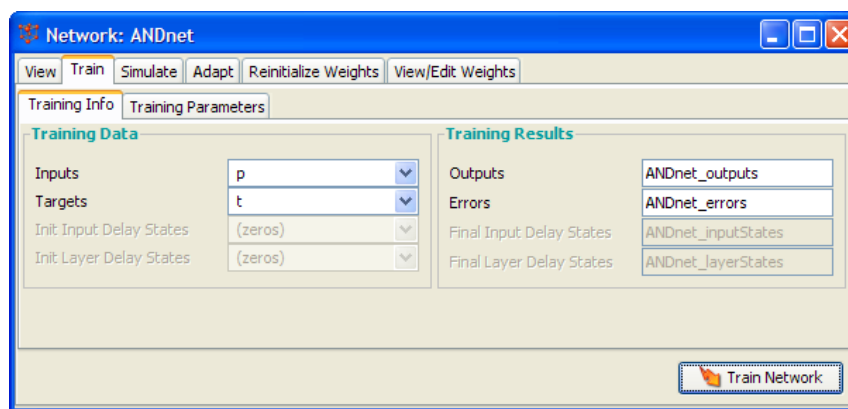 Network: ANDnet
View Train Simulate Adapt Reinitialize Weights View/Edit Weights
Training Info Training Parameters
Training Data
Inputs p
Targets t
Init Input Delay States (zeros)
Init Layer Delay States (zeros)
Training Results
Outputs ANDnet_outputs
Errors ANDnet_errors
Final Input Delay States ANDnet_inputStates
Final Layer Delay States ANDnet_layerStates
Train Network